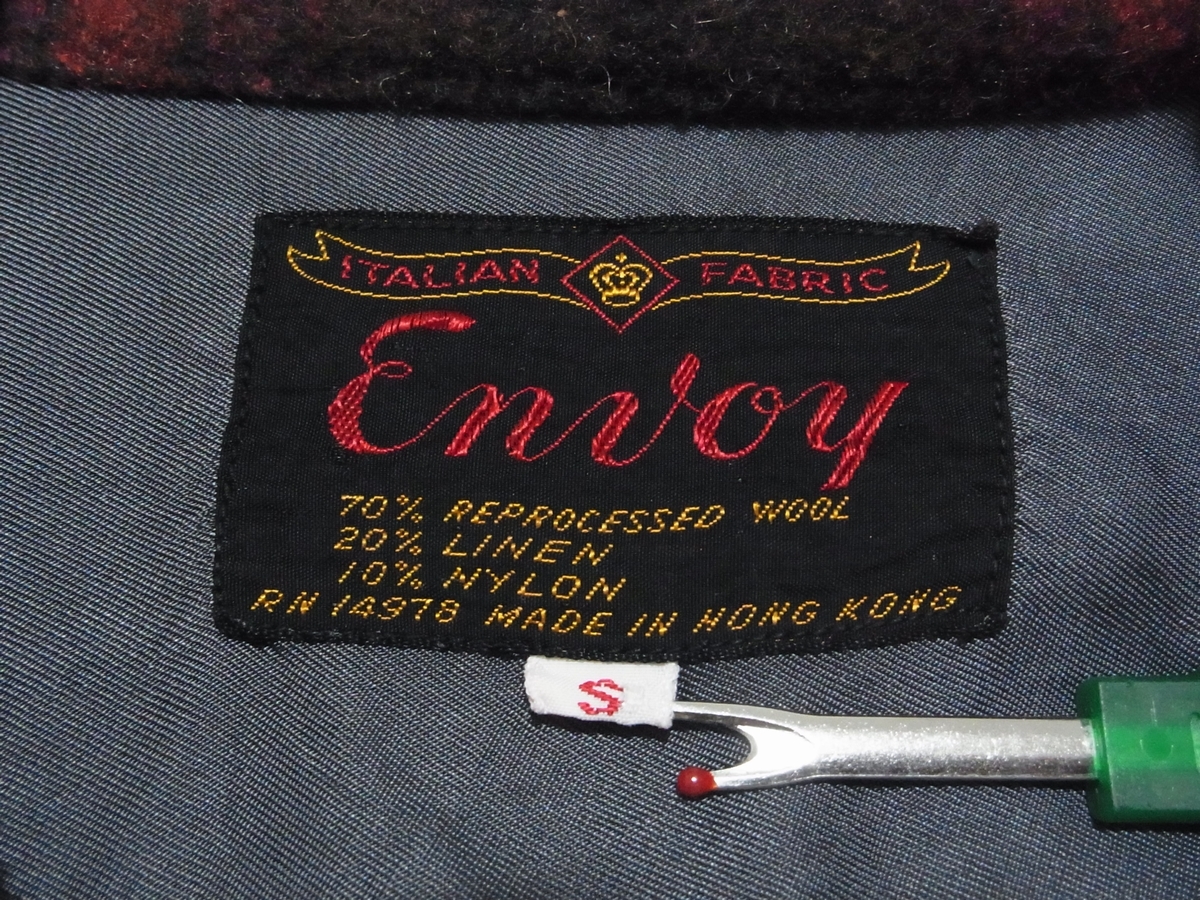 ITALIAN FABRIC
Envoy
70% REPROCESSED WOOL
20% LINEN
10% NYLON
RN 14978 MADE IN HONG KONG
S